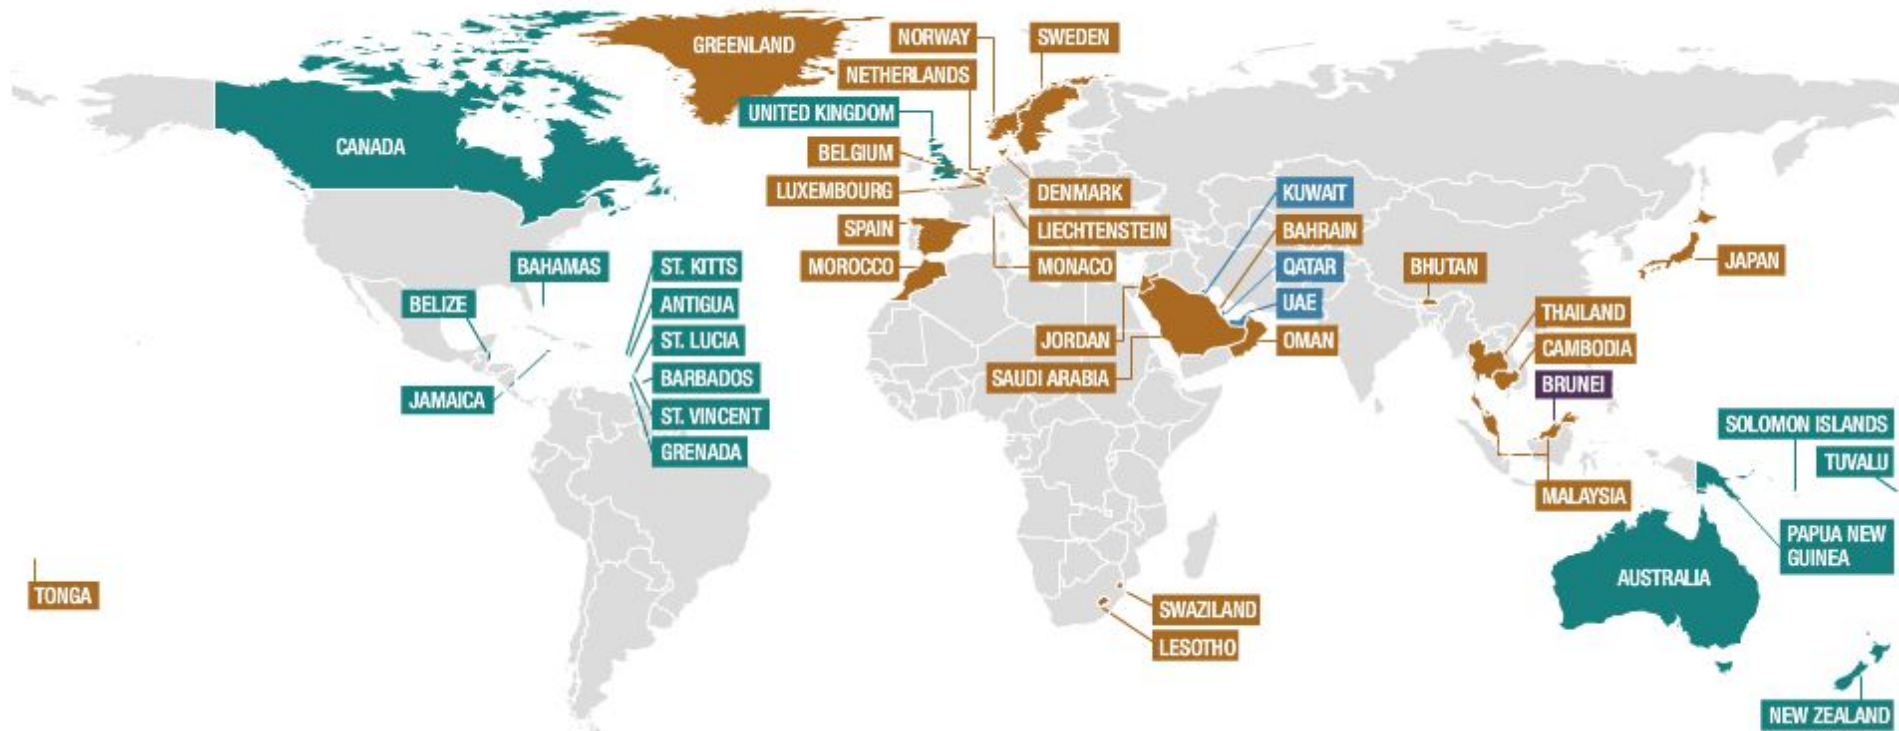 GREENLAND
NORWAY
SWEDEN
NETHERLANDS
UNITED KINGDOM
CANADA
BELGIUM
LUXEMBOURG
DENMARK
KUWAIT
SPAIN
LIECHTENSTEIN
BAHRAIN
MOROCCO
MONACO
QATAR
BHUTAN
JAPAN
BAHAMAS
ST. KITTS
BELIZE
ANTIGUA
UAE
THAILAND
ST. LUCIA
JORDAN
OMAN
CAMBODIA
BARBADOS
SAUDI ARABIA
BRUNEI
JAMAICA
ST. VINCENT
GRENADA
SOLOMON ISLANDS
TUVALU
MALAYSIA
PAPUA NEW
GUINEA
AUSTRALIA
TONGA
SWAZILAND
LESOTHO
NEW ZEALAND